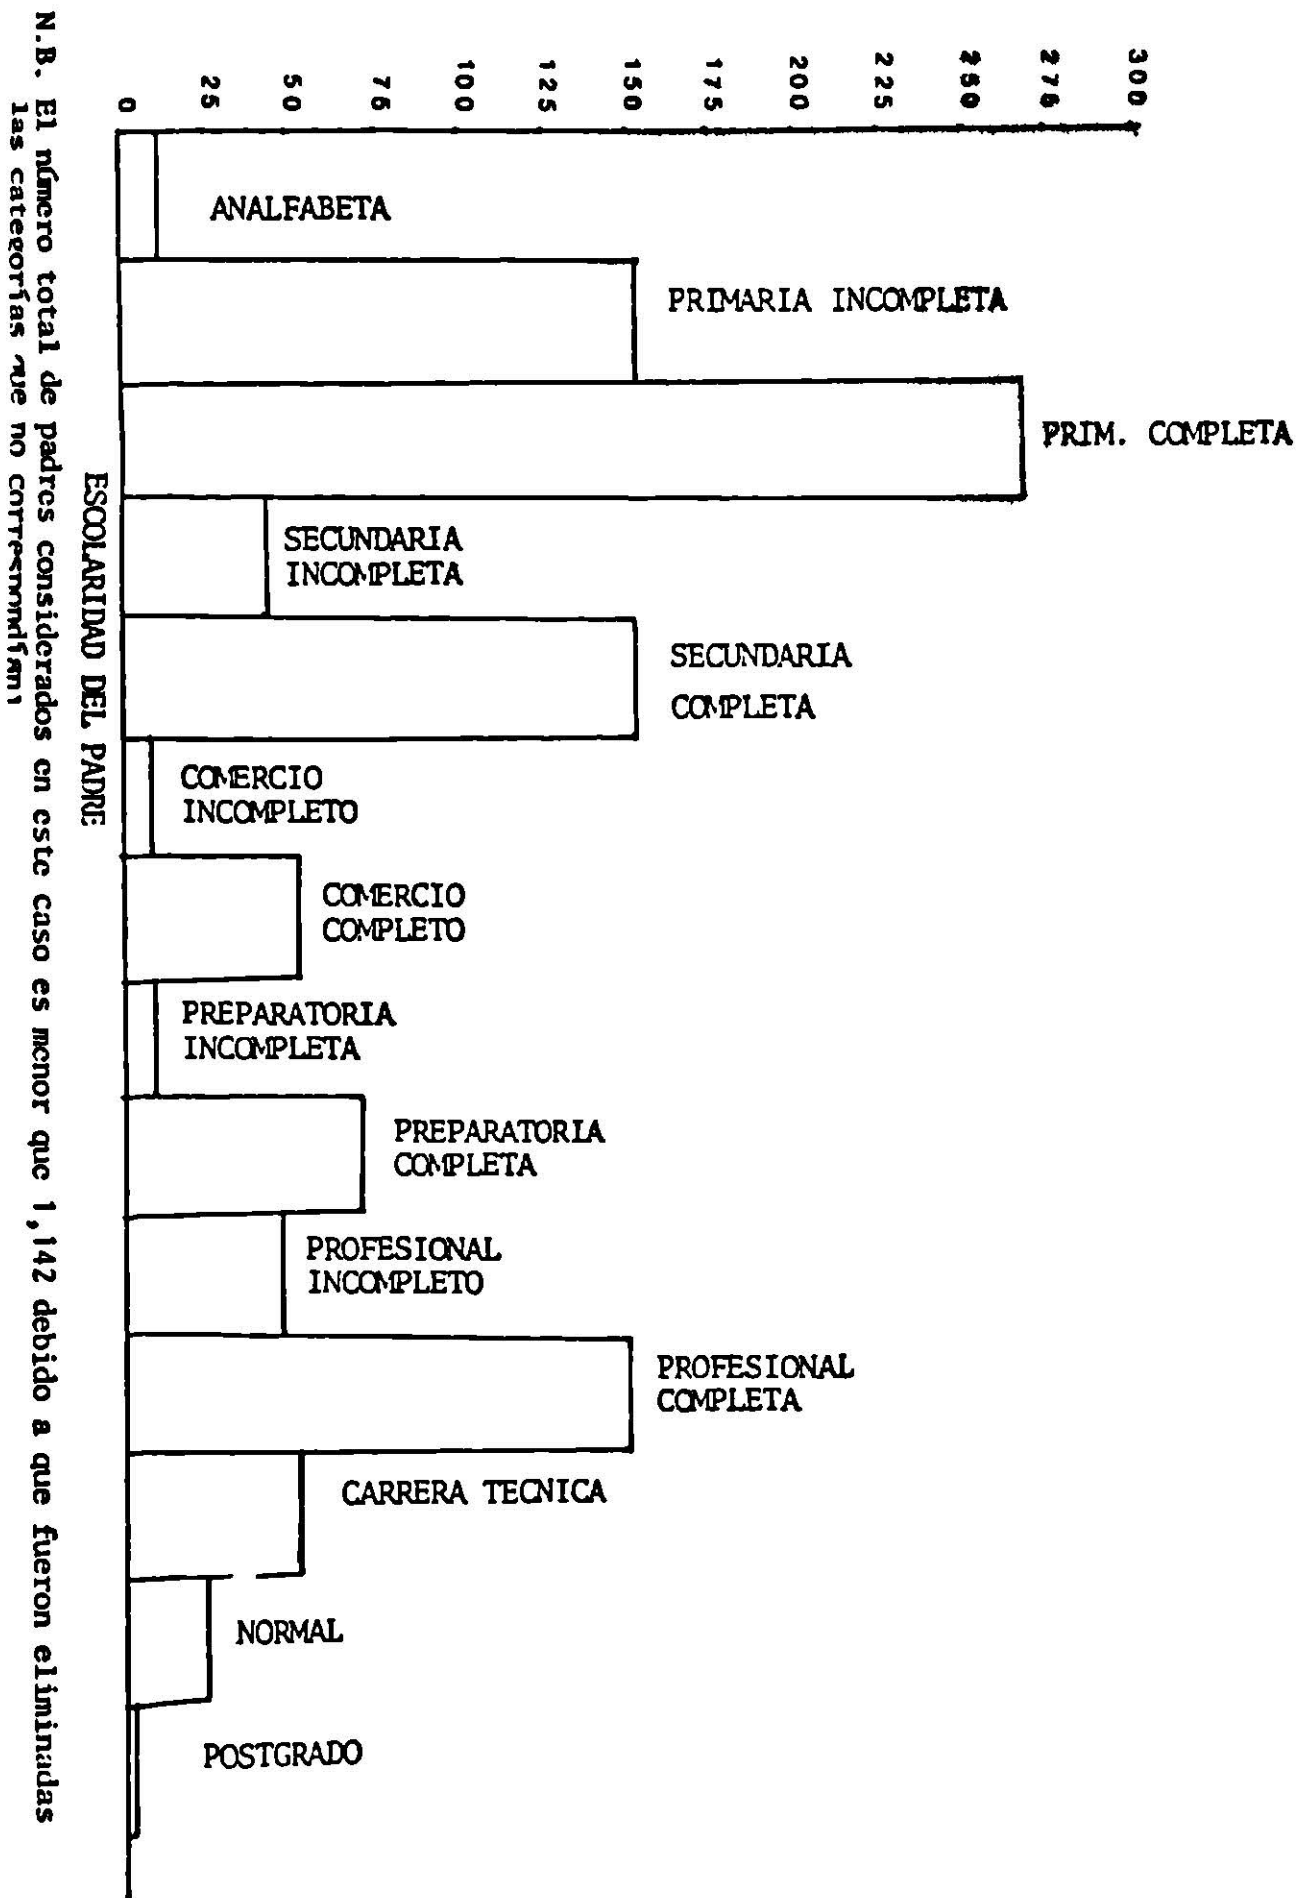 300
275
250
225
200
175
150
125
100
75
50
25
0
ANALFABETA
PRIMARIA INCOMPLETA
PRIM. COMPLETA
SECUNDARIA
INCOMPLETA
SECUNDARIA
COMPLETA
COMERCIO
INCOMPLETO
COMERCIO
COMPLETO
PREPARATORIA
INCOMPLETA
PREPARATORIA
COMPLETA
PROFESIONAL
INCOMPLETO
PROFESIONAL
COMPLETA
CARRERA TECNICA
NORMAL
POSTGRADO
ESCOLARIDAD DEL PADRE
N.B. El número total de padres considerados en este caso es menor que 1,142 debido a que fueron eliminadas
las categorías que no correspondían